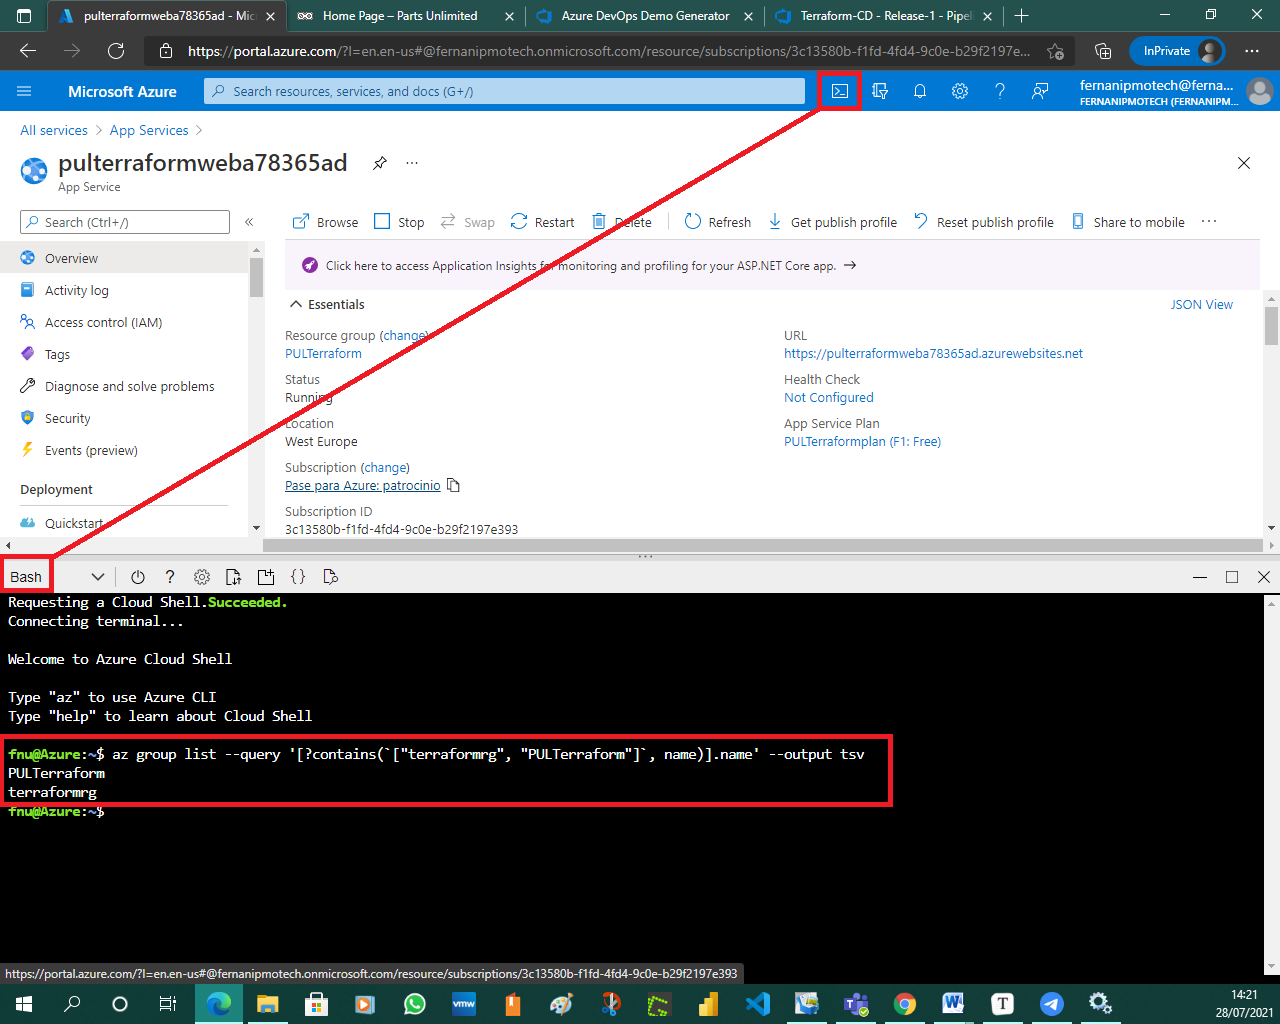 pulterraformweba78365ad - Mic
Home Page – Parts Unlimited
Azure DevOps Demo Generator
Terraform-CD - Release-1 - Pipel
https://portal.azure.com/?l=en.en-us#@fernanipmotech.onmicrosoft.com/resource/subscriptions/3c13580b-f1fd-4fd4-9c0e-b29f2197e...
InPrivate
Microsoft Azure
Search resources, services, and docs (G+/)
fernanipmotech@ferna...
FERNANIPMOTECH (FERNANIPM...
All services > App Services >
pulterraformweba78365ad
App Service
Search (Ctrl+/)
Browse Stop Swap Restart Delete Refresh Get publish profile Reset publish profile Share to mobile
Overview
Activity log
Access control (IAM)
Tags
Diagnose and solve problems
Security
Events (preview)
Deployment
Quickstart
Click here to access Application Insights for monitoring and profiling for your ASP.NET Core app.
Essentials
JSON View
Resource group (change)
PULTerraform
Status
Running
Location
West Europe
Subscription (change)
Pase para Azure: patrocinio
Subscription ID
3c13580b-f1fd-4fd4-9c0e-b29f2197e393
URL
https://pulterraformweba78365ad.azurewebsites.net
Health Check
Not Configured
App Service Plan
PULTerraformplan (F1: Free)
Bash
Requesting a Cloud Shell.Succeeded.
Connecting terminal...
Welcome to Azure Cloud Shell
Type "az" to use Azure CLI
Type "help" to learn about Cloud Shell
fnu@Azure:~$ az group list --query '[?contains(`["terraformrg", "PULTerraform"]`, name)].name' --output tsv
PULTerraform
terraformrg
fnu@Azure:~$
https://portal.azure.com/?l=en.en-us#@fernanipmotech.onmicrosoft.com/resource/subscriptions/3c13580b-f1fd-4fd4-9c0e-b29f2197e393
vmw
14:21
28/07/2021